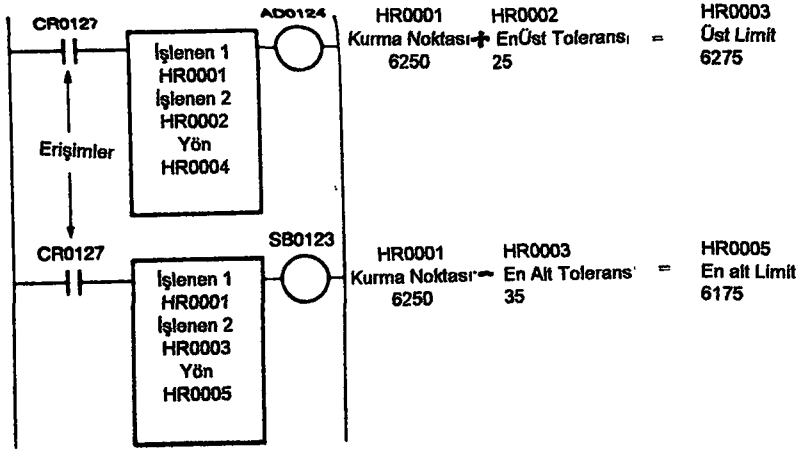 CR0127
AD0124
İşlenen 1
HR0001
İşlenen 2
HR0002
Yön
HR0004
HR0001 HR0002 HR0003
Kurma Noktası + EnÜst Toleransı = Üst Limit
6250 25 6275
Erişimler
CR0127
SB0123
İşlenen 1
HR0001
İşlenen 2
HR0003
Yön
HR0005
HR0001 HR0003 HR0005
Kurma Noktası - En Alt Tolerans = En alt Limit
6250 35 6175